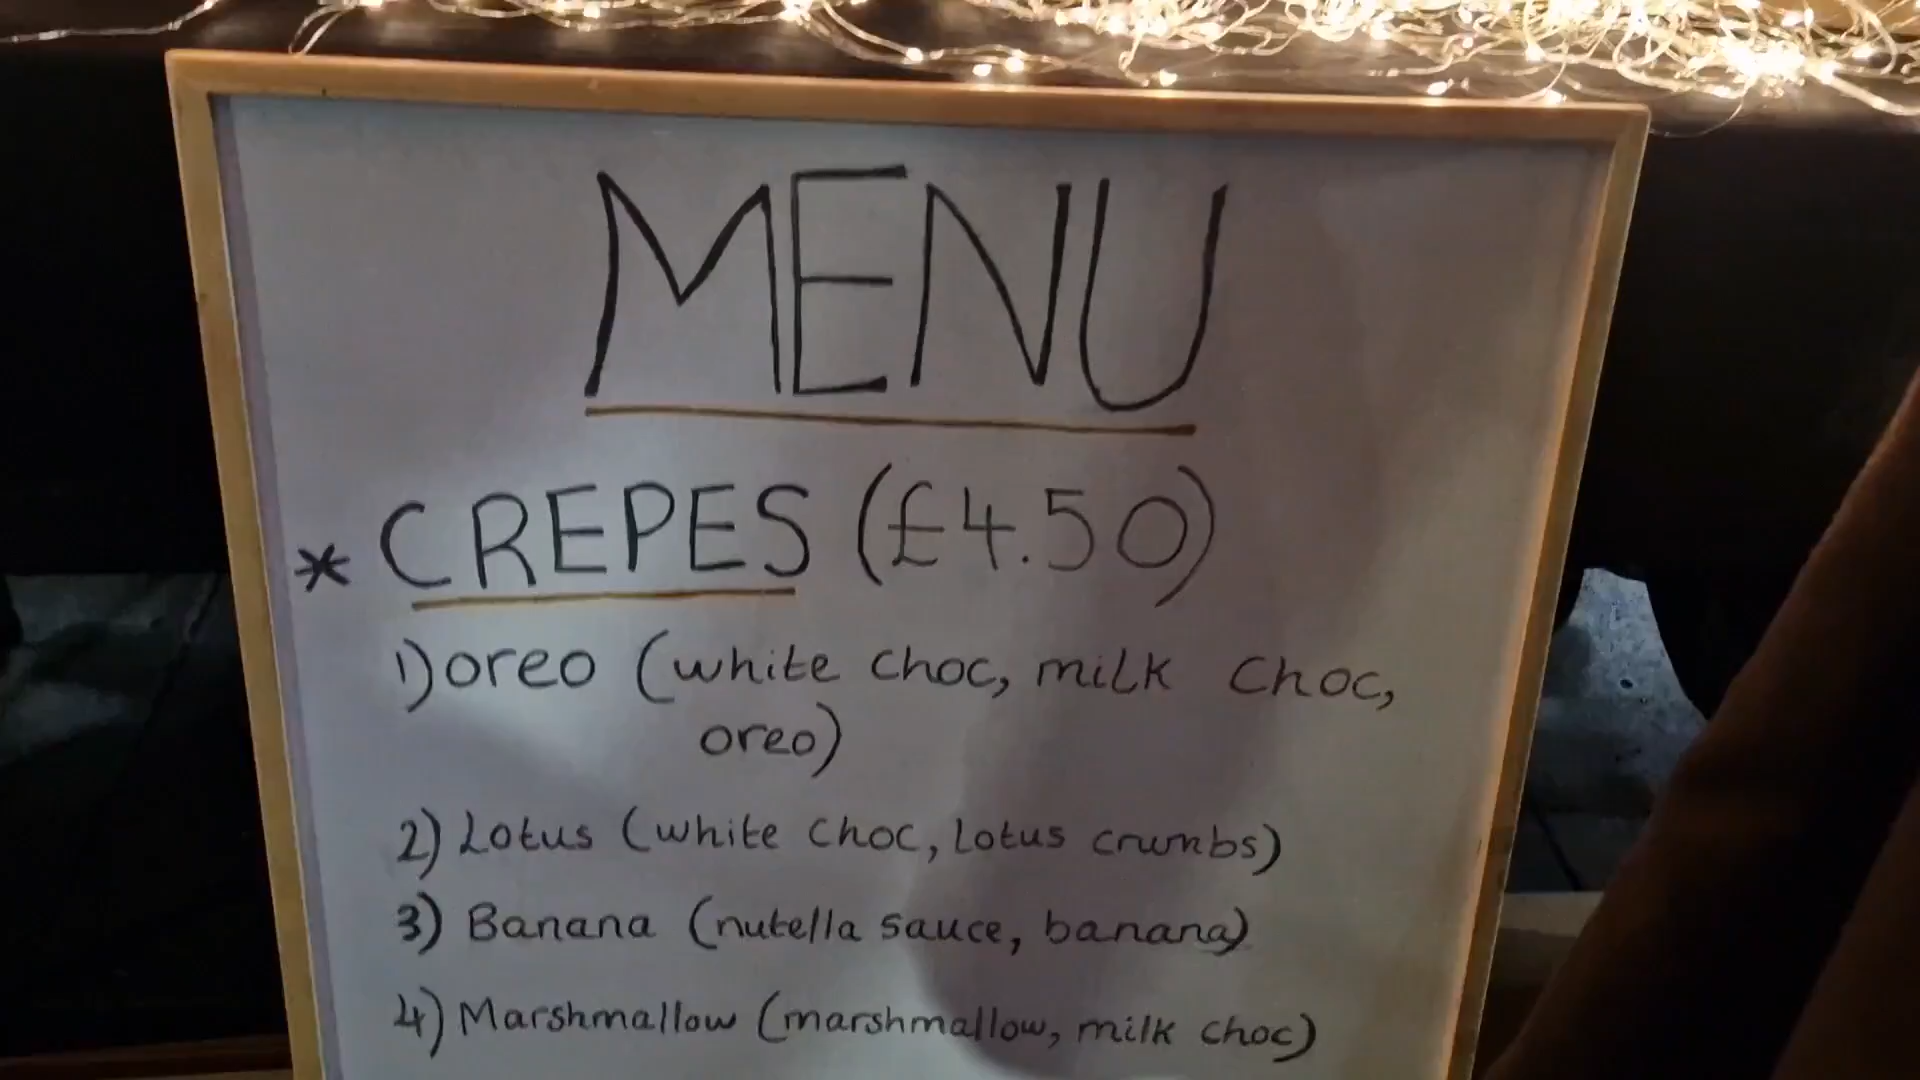 MENU
* CREPES (£4.50)
1) oreo (white choc, milk choc,
oreo)
2) Lotus (white choc, Lotus crumbs)
3) Banana (nutella sauce, banana)
4) Marshmallow (marshmallow, milk choc)